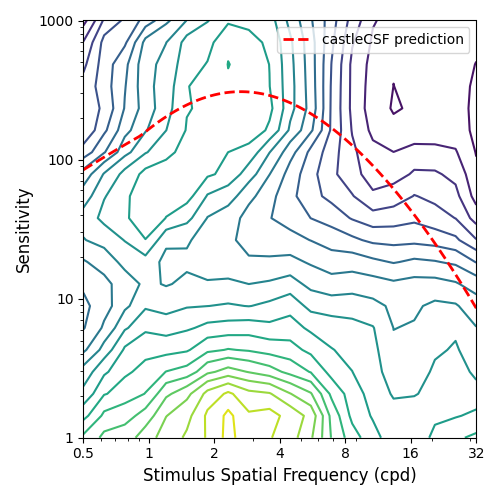 1000
castleCSF prediction
100
10
1
Sensitivity
0.5 1 2 4 8 16 32
Stimulus Spatial Frequency (cpd)